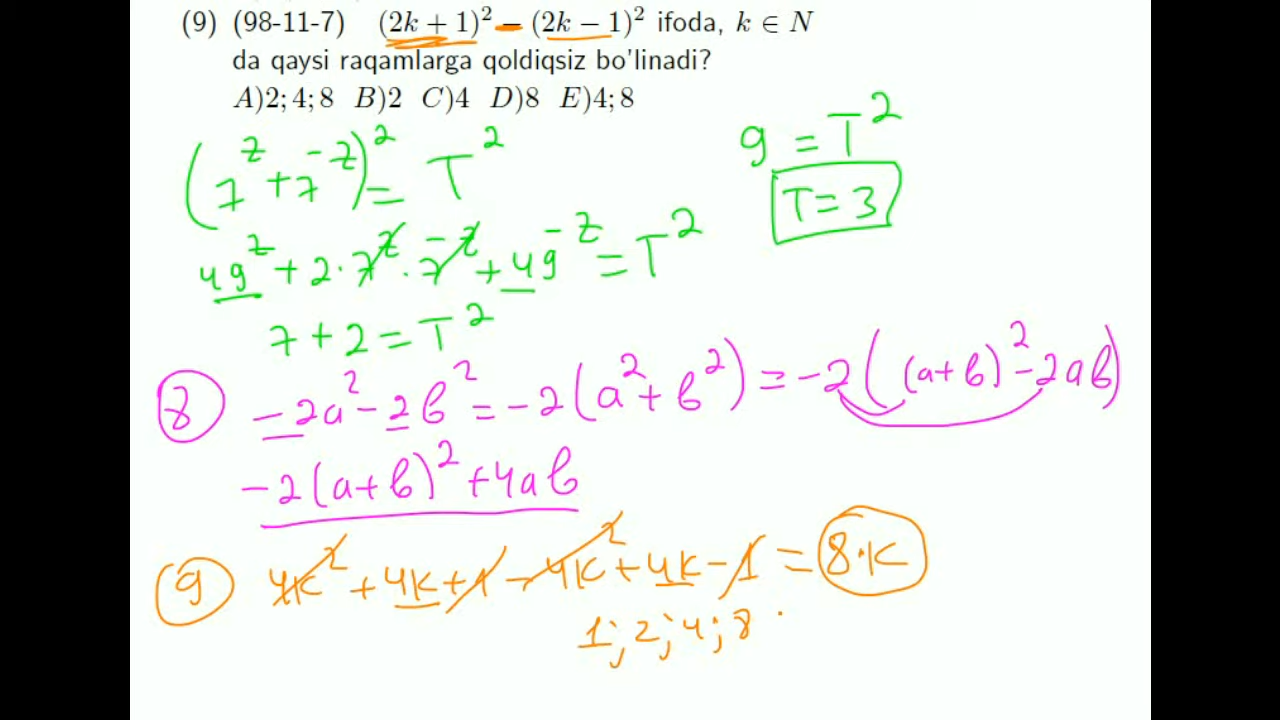 (9) (98-11-7) (2k + 1)² − (2k − 1)² ifoda, k ∈ N
da qaysi raqamlarga qoldiqsiz bo'linadi?
A)2; 4; 8 B)2 C)4 D)8 E)4; 8
(7^z + 7^-z)² = T²
9 = T²
T = 3
49^z + 2·7^z·7^-z + 49^-z = T²
7 + 2 = T²
8 −2a² − 2b² = −2(a² + b²) = −2((a+b)² − 2ab)
−2(a+b)² + 4ab
9 4k² + 4k + 1 − 4k² + 4k − 1 = 8·k
1; 2; 4; 8